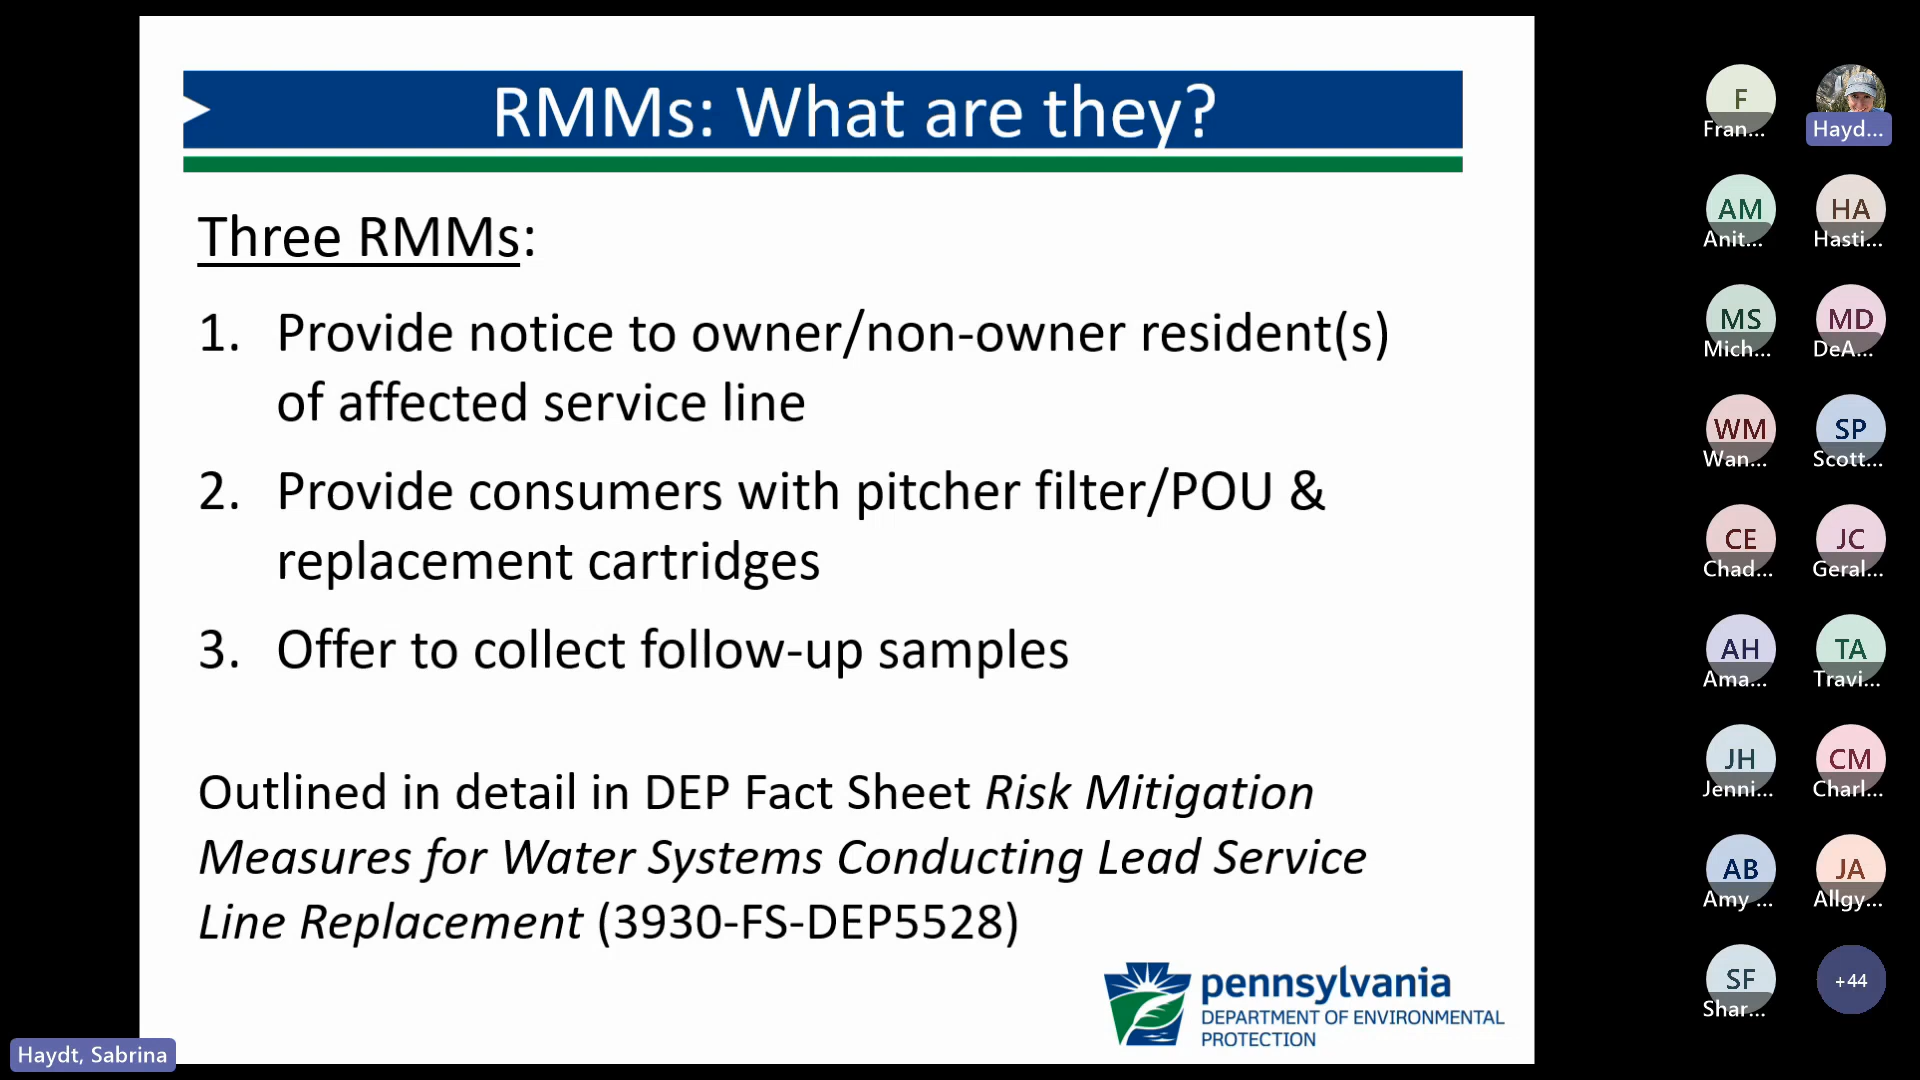 RMMs: What are they?
Three RMMs:
1. Provide notice to owner/non-owner resident(s)
of affected service line
2. Provide consumers with pitcher filter/POU &
replacement cartridges
3. Offer to collect follow-up samples
Outlined in detail in DEP Fact Sheet Risk Mitigation
Measures for Water Systems Conducting Lead Service
Line Replacement (3930-FS-DEP5528)
pennsylvania
DEPARTMENT OF ENVIRONMENTAL
PROTECTION
Haydt, Sabrina
F
Fran...
Hayd...
AM
Anit...
HA
Hasti...
MS
Mich...
MD
DeA...
WM
Wan...
SP
Scott...
CE
Chad...
JC
Geral...
AH
Ama...
TA
Travi...
JH
Jenni...
CM
Charl...
AB
Amy ...
JA
Allgy...
SF
Shar...
+44